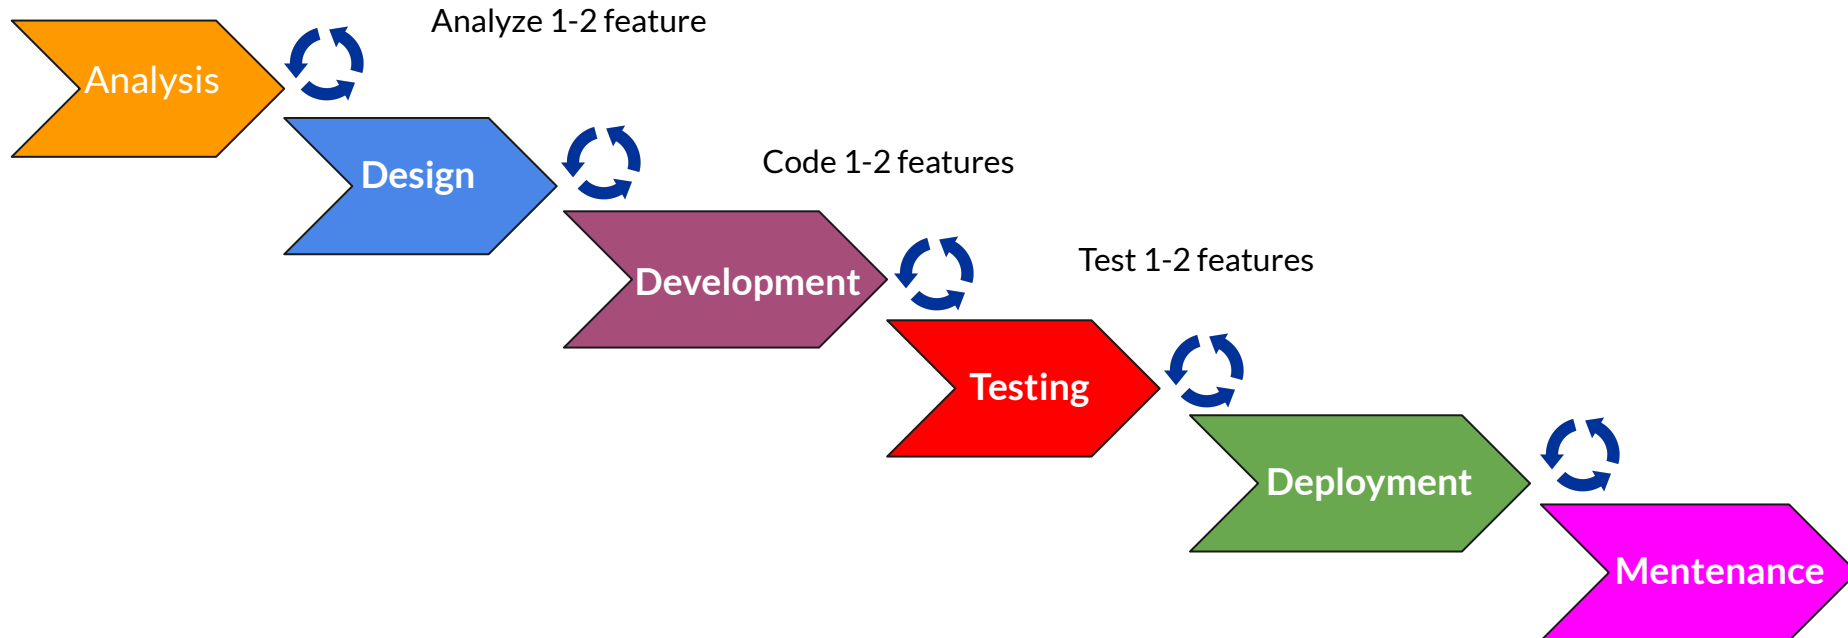 Analyze 1-2 feature
Analysis
Design
Code 1-2 features
Development
Test 1-2 features
Testing
Deployment
Mentenance